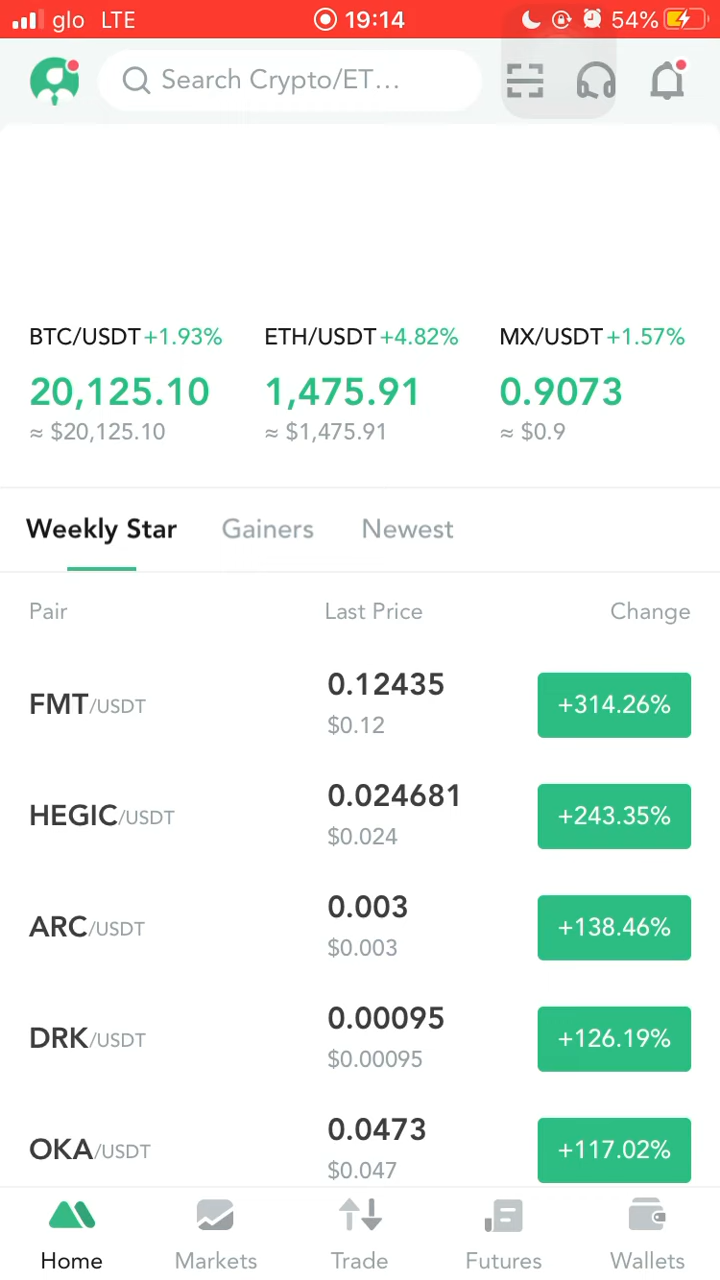 glo LTE 19:14 54%
Search Crypto/ET...
BTC/USDT +1.93% ETH/USDT +4.82% MX/USDT +1.57%
20,125.10 1,475.91 0.9073
≈ $20,125.10 ≈ $1,475.91 ≈ $0.9
Weekly Star Gainers Newest
Pair Last Price Change
FMT/USDT 0.12435 +314.26%
$0.12
HEGIC/USDT 0.024681 +243.35%
$0.024
ARC/USDT 0.003 +138.46%
$0.003
DRK/USDT 0.00095 +126.19%
$0.00095
OKA/USDT 0.0473 +117.02%
$0.047
Home Markets Trade Futures Wallets